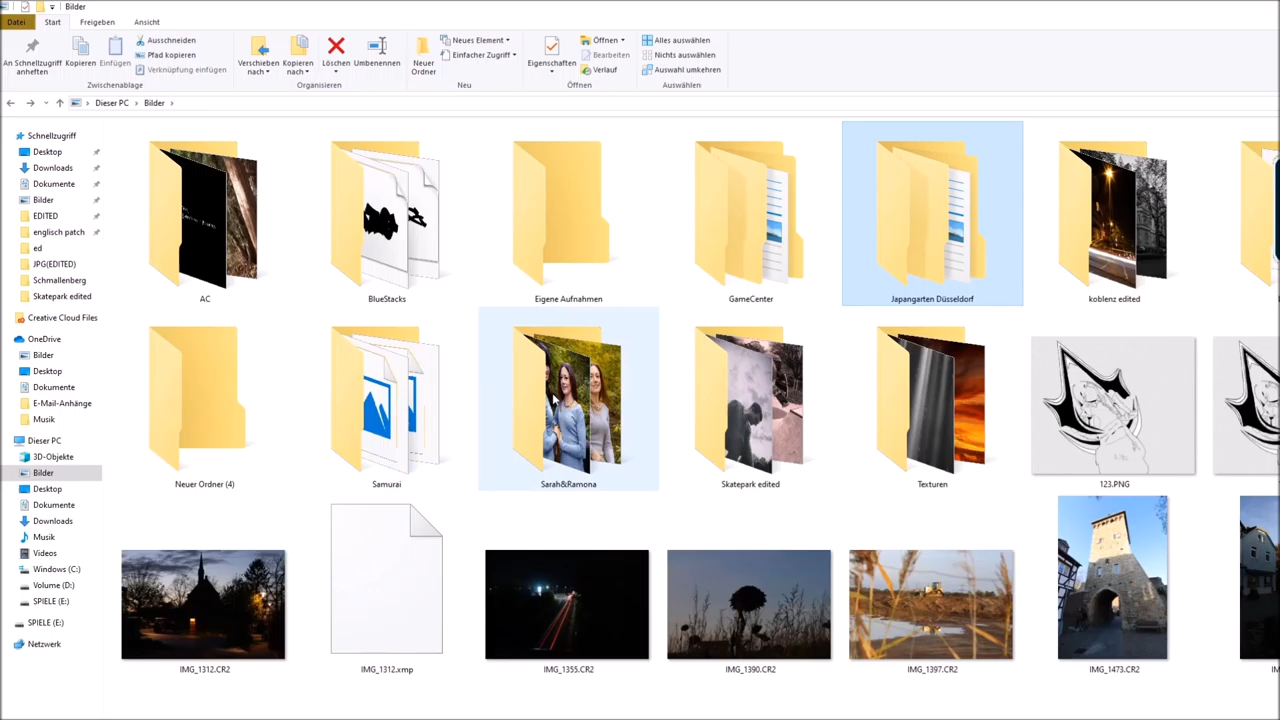 Bilder
Datei Start Freigeben Ansicht
An Schnellzugriff anheften
Kopieren
Einfügen
Ausschneiden
Pfad kopieren
Verknüpfung einfügen
Zwischenablage
Verschieben nach
Kopieren nach
Löschen
Umbenennen
Organisieren
Neuer Ordner
Neues Element
Einfacher Zugriff
Neu
Eigenschaften
Öffnen
Bearbeiten
Verlauf
Öffnen
Alles auswählen
Nichts auswählen
Auswahl umkehren
Auswählen
Dieser PC > Bilder >
Schnellzugriff
Desktop
Downloads
Dokumente
Bilder
EDITED
englisch patch
ed
JPG(EDITED)
Schmallenberg
Skatepark edited
Creative Cloud Files
OneDrive
Bilder
Desktop
Dokumente
E-Mail-Anhänge
Musik
Dieser PC
3D-Objekte
Bilder
Desktop
Dokumente
Downloads
Musik
Videos
Windows (C:)
Volume (D:)
SPIELE (E:)
SPIELE (E:)
Netzwerk
AC
BlueStacks
Eigene Aufnahmen
GameCenter
Japangarten Düsseldorf
koblenz edited
Neuer Ordner (4)
Samurai
Sarah&Ramona
Skatepark edited
Texturen
123.PNG
IMG_1312.CR2
IMG_1312.xmp
IMG_1355.CR2
IMG_1390.CR2
IMG_1397.CR2
IMG_1473.CR2